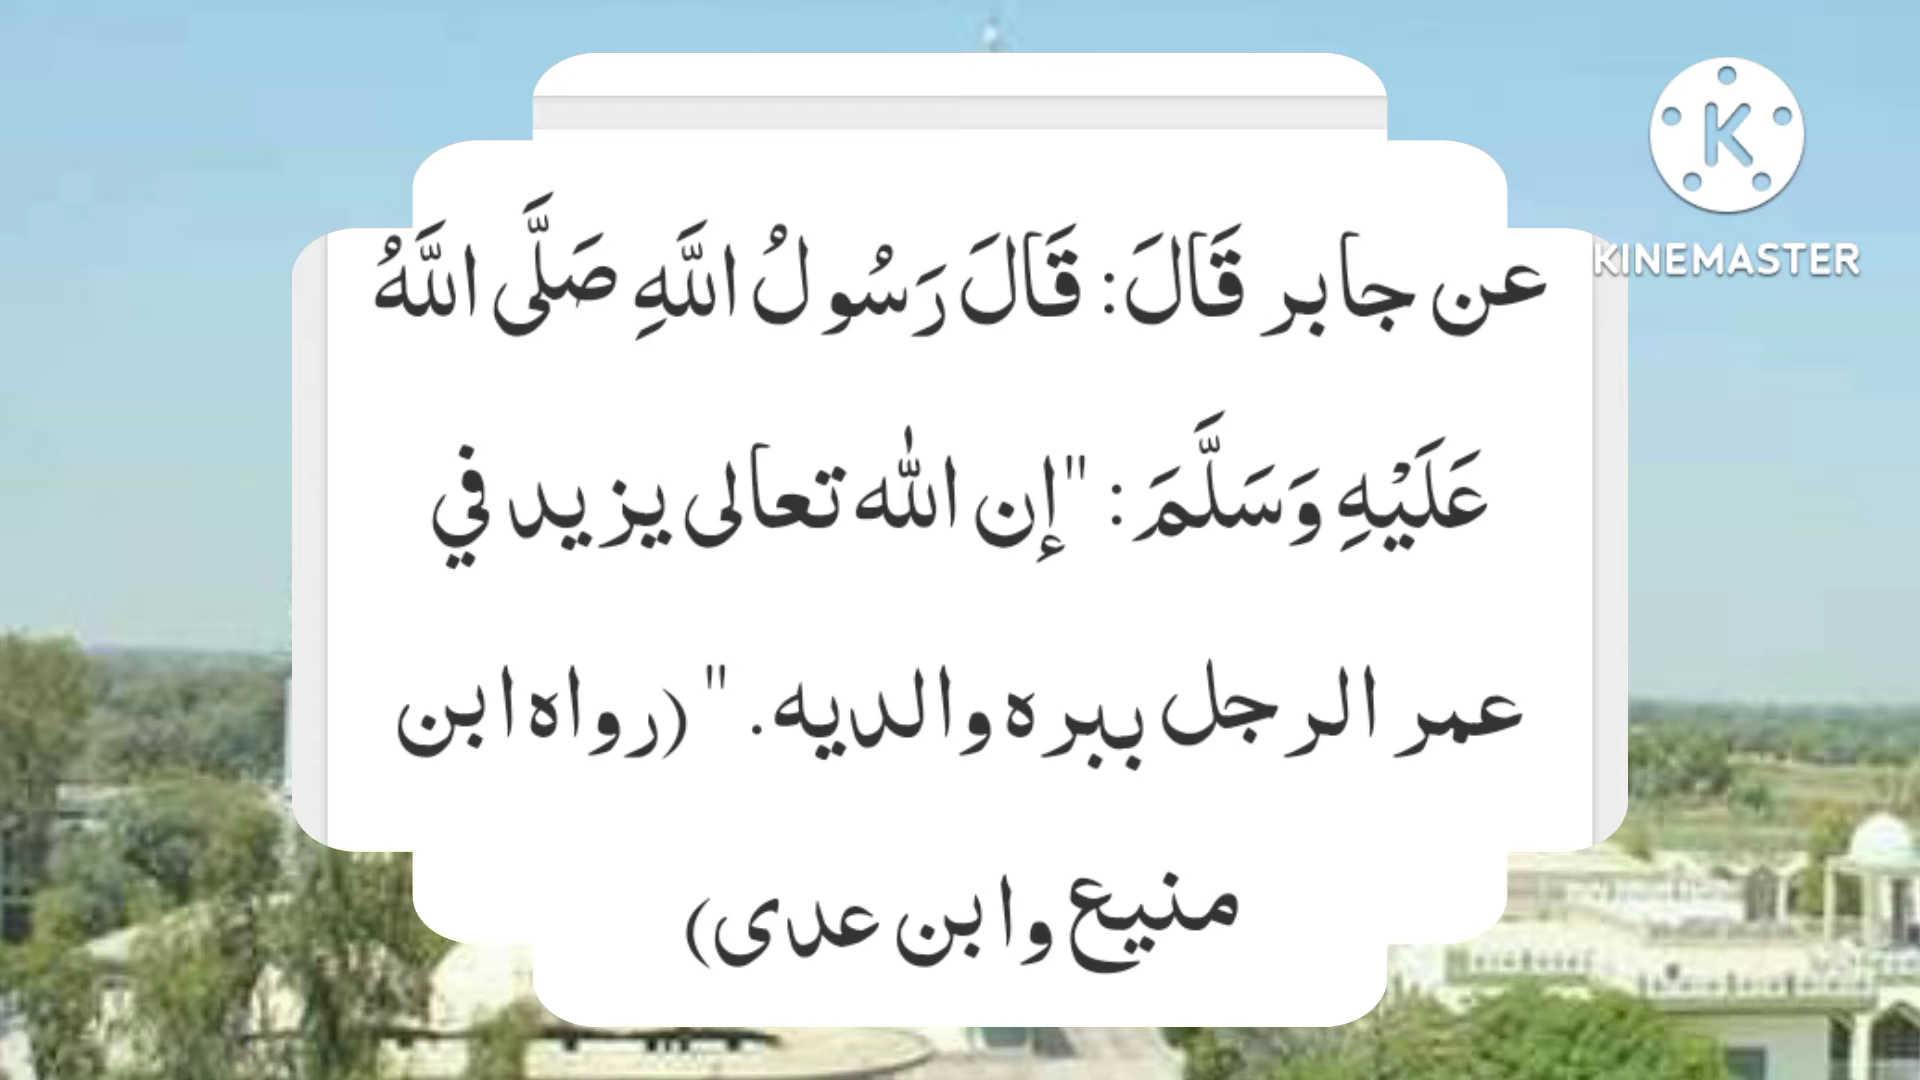 KINEMASTER
عن جابر قَالَ: قَالَ رَسُولُ اللَّهِ صَلَّى اللَّهُ
عَلَيْهِ وَسَلَّمَ: "إن اللّٰه تعالى يزيد في
عمر الرجل ببره والديه. " (رواه ابن
منيع وابن عدى)